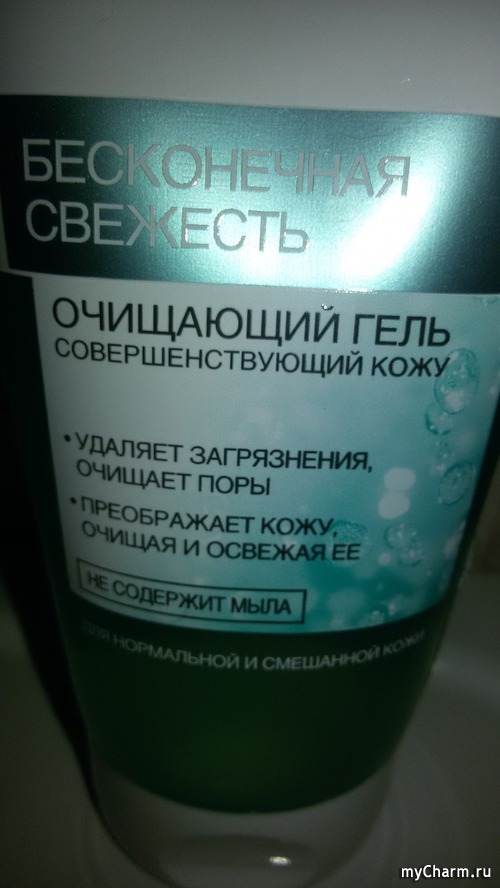 БЕСКОНЕЧНАЯ
СВЕЖЕСТЬ
ОЧИЩАЮЩИЙ ГЕЛЬ
СОВЕРШЕНСТВУЮЩИЙ КОЖУ
• УДАЛЯЕТ ЗАГРЯЗНЕНИЯ,
ОЧИЩАЕТ ПОРЫ
• ПРЕОБРАЖАЕТ КОЖУ,
ОЧИЩАЯ И ОСВЕЖАЯ ЕЕ
НЕ СОДЕРЖИТ МЫЛА
ДЛЯ НОРМАЛЬНОЙ И СМЕШАННОЙ КОЖИ
myCharm.ru